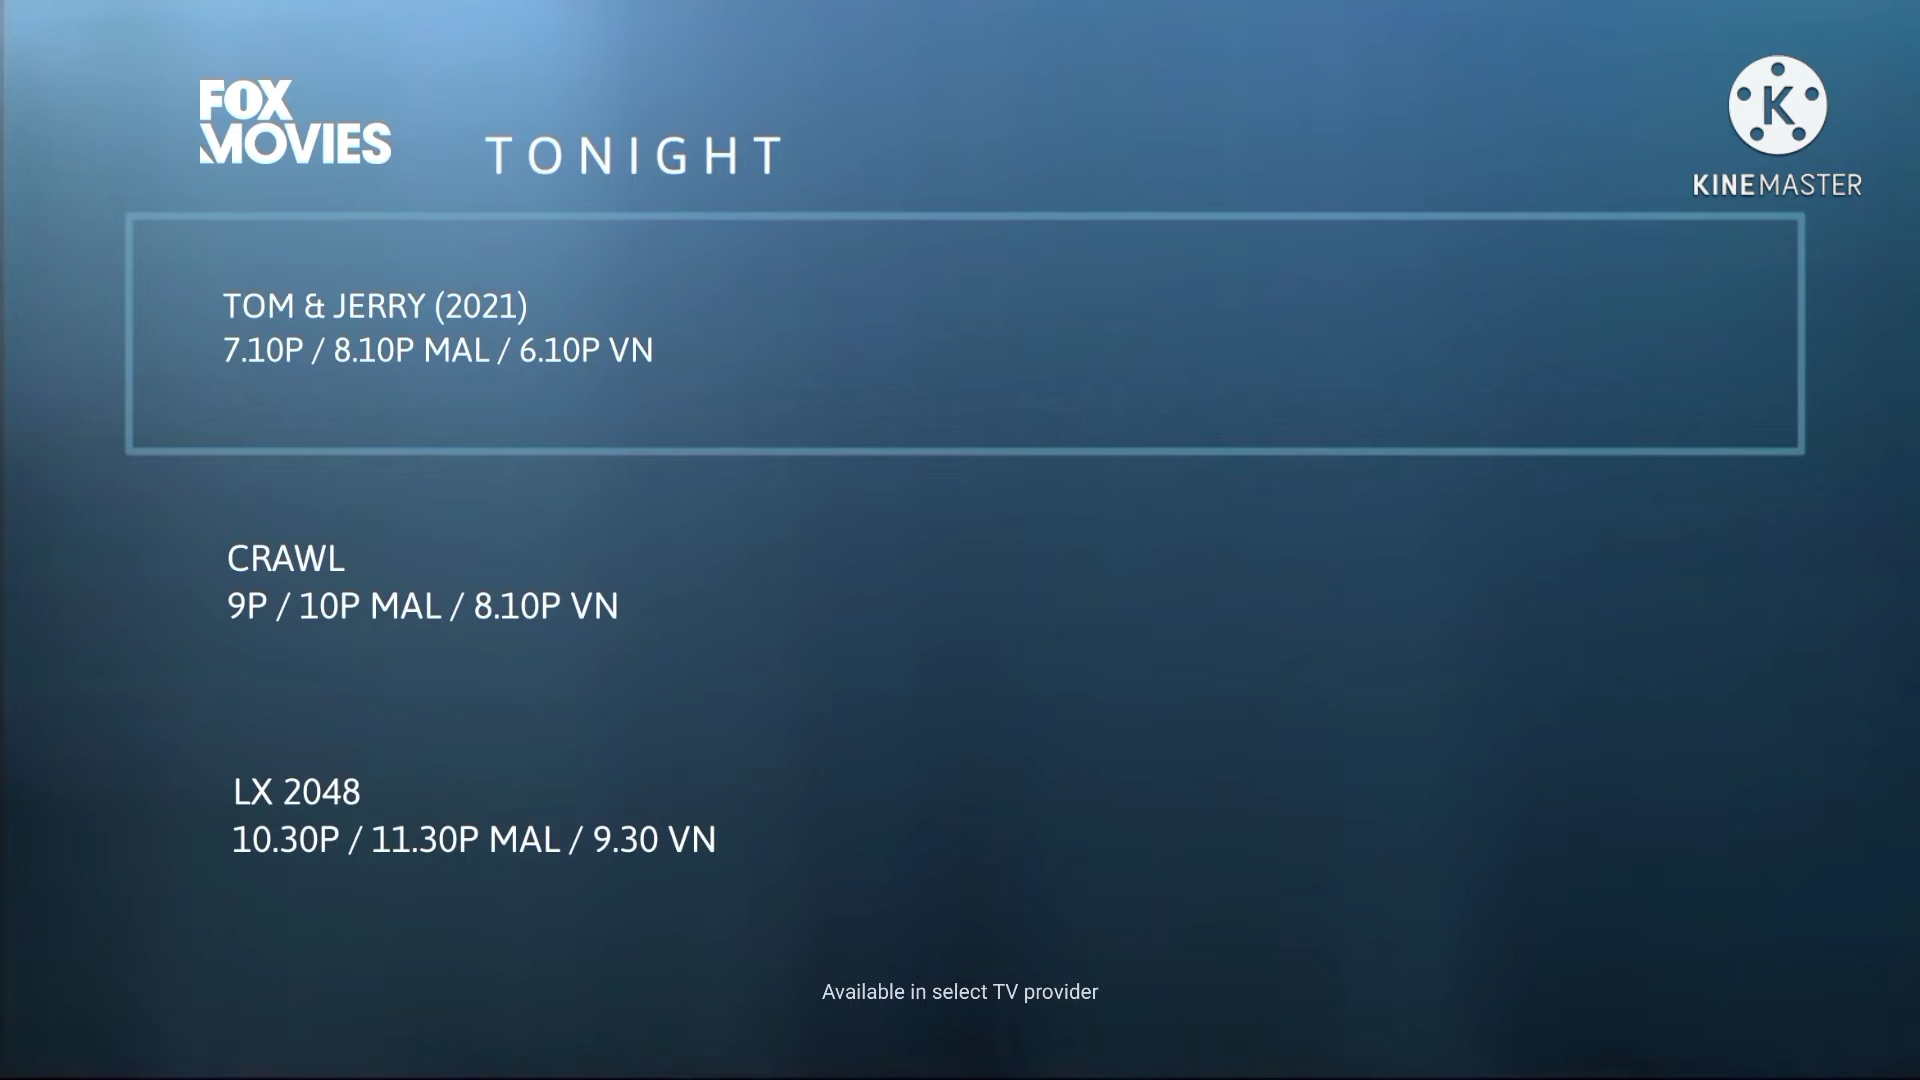 FOX
MOVIES
TONIGHT
K
KINEMASTER
TOM & JERRY (2021)
7.10P / 8.10P MAL / 6.10P VN
CRAWL
9P / 10P MAL / 8.10P VN
LX 2048
10.30P / 11.30P MAL / 9.30 VN
Available in select TV provider